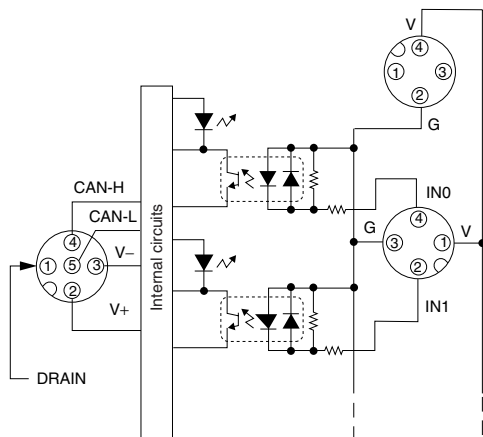 V
4
1
3
2
G
CAN-H
CAN-L
V−
V+
4
1
5
3
2
DRAIN
Internal circuits
IN0
G
4
3
1
2
V
IN1